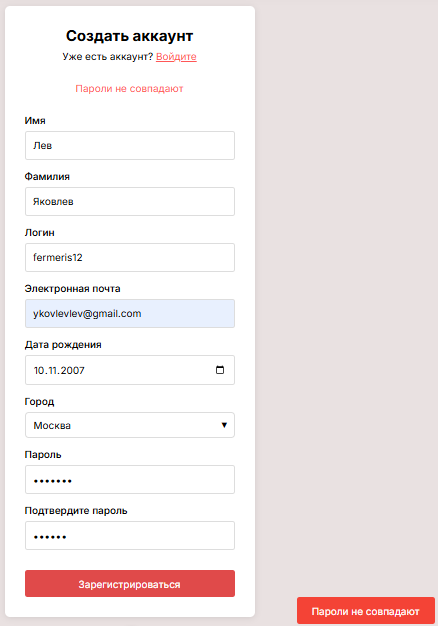 Создать аккаунт
Уже есть аккаунт? Войдите
Пароли не совпадают
Имя
Лев
Фамилия
Яковлев
Логин
fermeris12
Электронная почта
ykovlevlev@gmail.com
Дата рождения
10.11.2007
Город
Москва
Пароль
•••••••
Подтвердите пароль
••••••
Зарегистрироваться
Пароли не совпадают